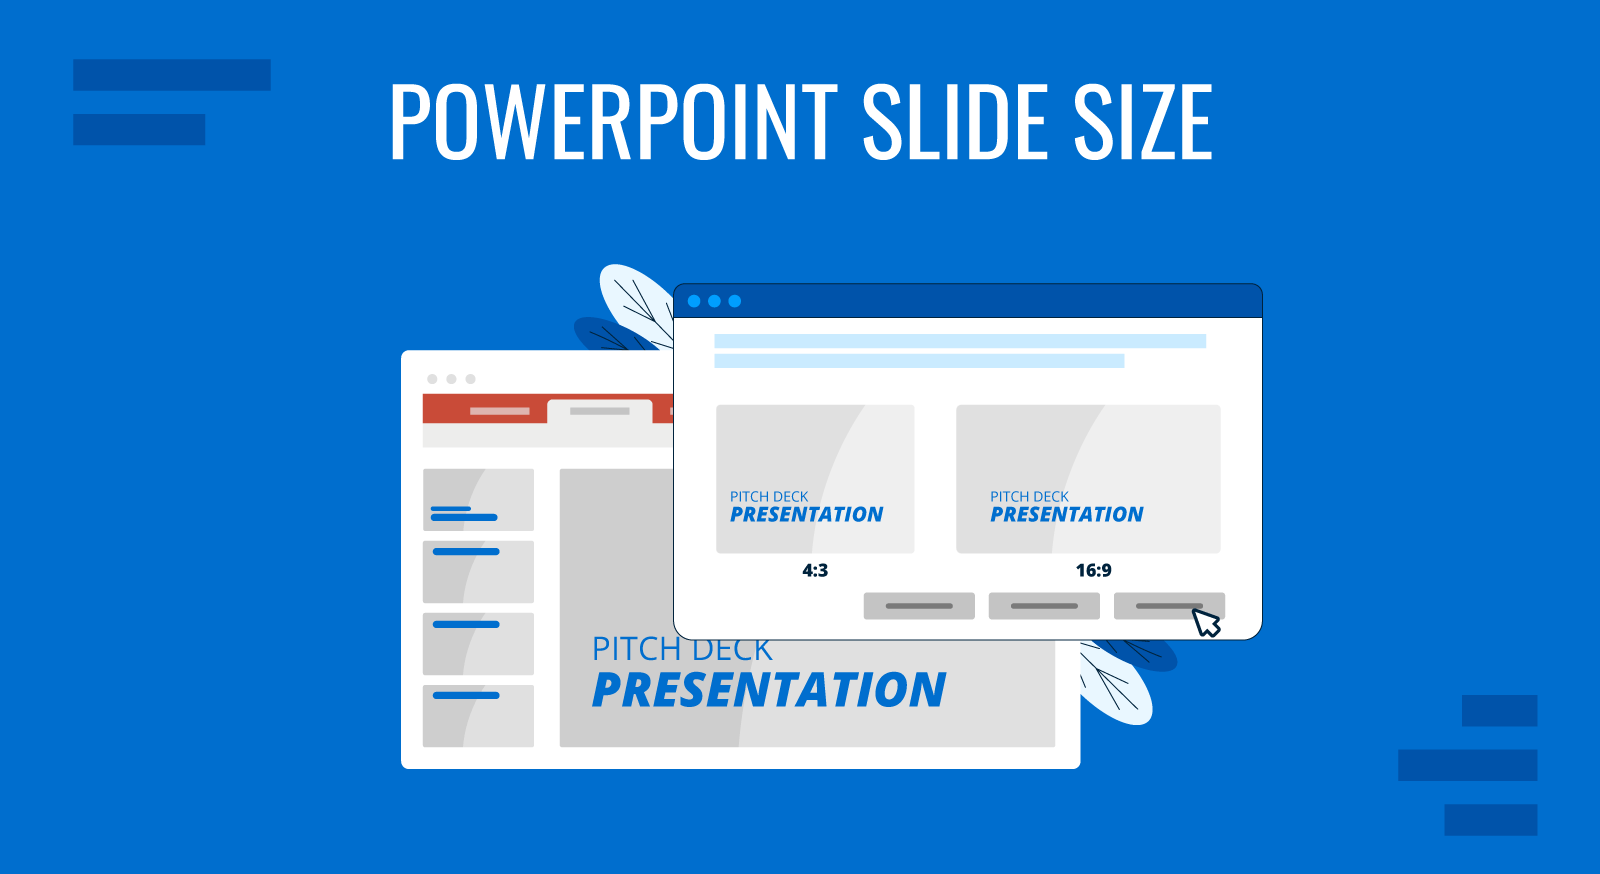 POWERPOINT SLIDE SIZE
PITCH DECK
PRESENTATION
4:3
PITCH DECK
PRESENTATION
16:9
PITCH DECK
PRESENTATION